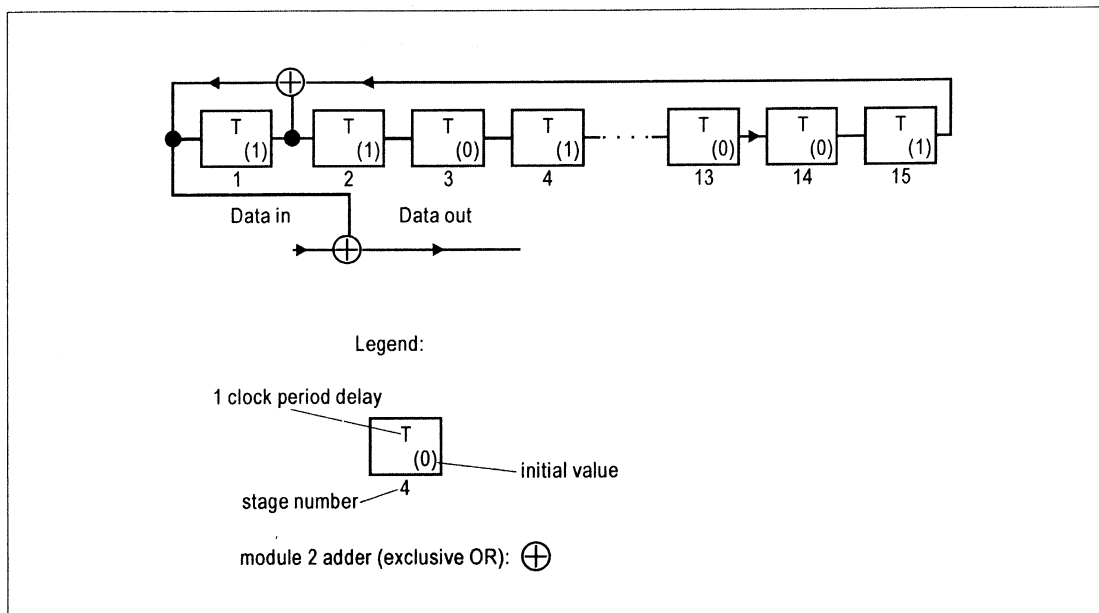 T T T T T T T
(1) (1) (0) (1) (0) (0) (1)
1 2 3 4 13 14 15
Data in Data out
Legend:
1 clock period delay
T
(0)
initial value
stage number
4
module 2 adder (exclusive OR):